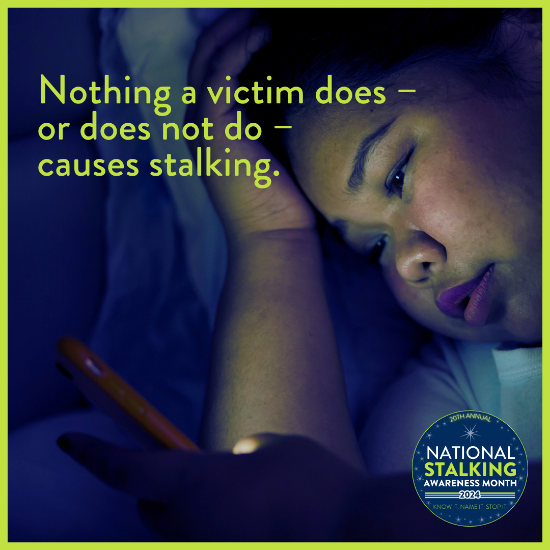 Nothing a victim does –
or does not do –
causes stalking.
20TH ANNUAL
NATIONAL
STALKING
AWARENESS MONTH
2024
KNOW IT. NAME IT. STOP IT.